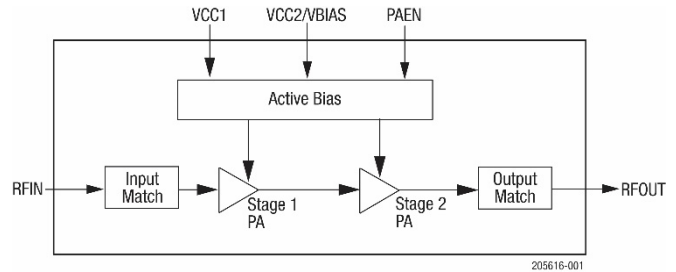 VCC1 VCC2/VBIAS PAEN
Active Bias
RFIN
Input
Match
Stage 1
PA
Stage 2
PA
Output
Match
RFOUT
205616-001